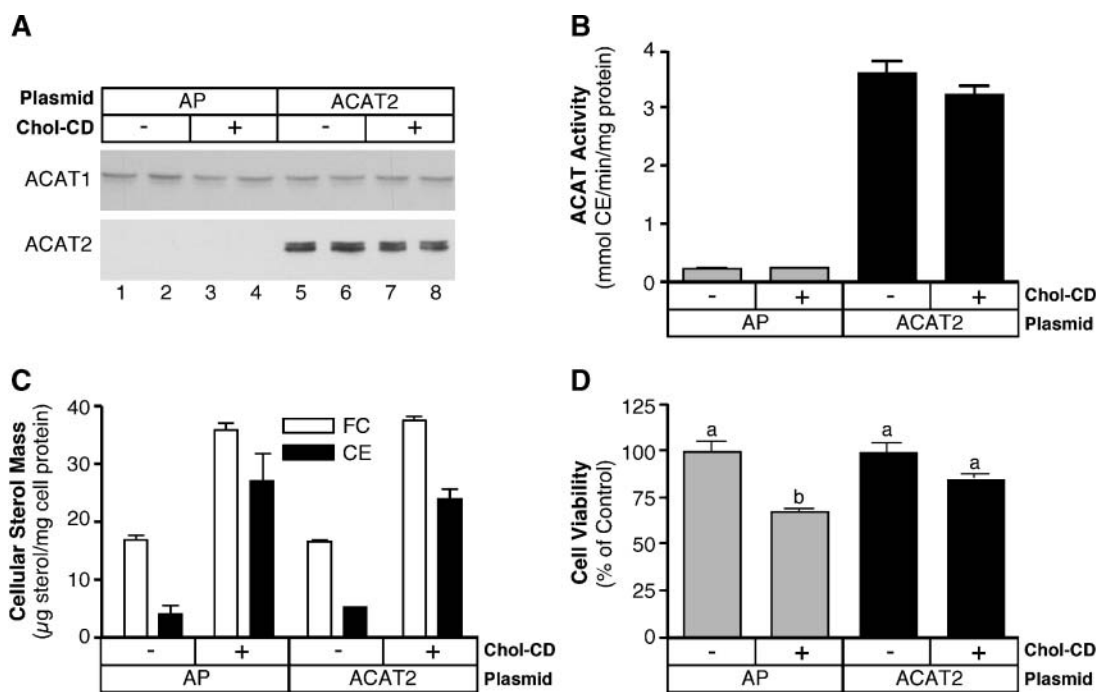 A
Plasmid AP ACAT2
Chol-CD - + - +
ACAT1
ACAT2
1 2 3 4 5 6 7 8
B
ACAT Activity
(mmol CE/min/mg protein)
4
3
2
1
0
- + - + Chol-CD
AP ACAT2 Plasmid
C
Cellular Sterol Mass
(µg sterol/mg cell protein)
40
30
20
10
0
FC
CE
- + - + Chol-CD
AP ACAT2 Plasmid
D
Cell Viability
(% of Control)
125
100
75
50
25
0
a
b
a
a
- + - + Chol-CD
AP ACAT2 Plasmid